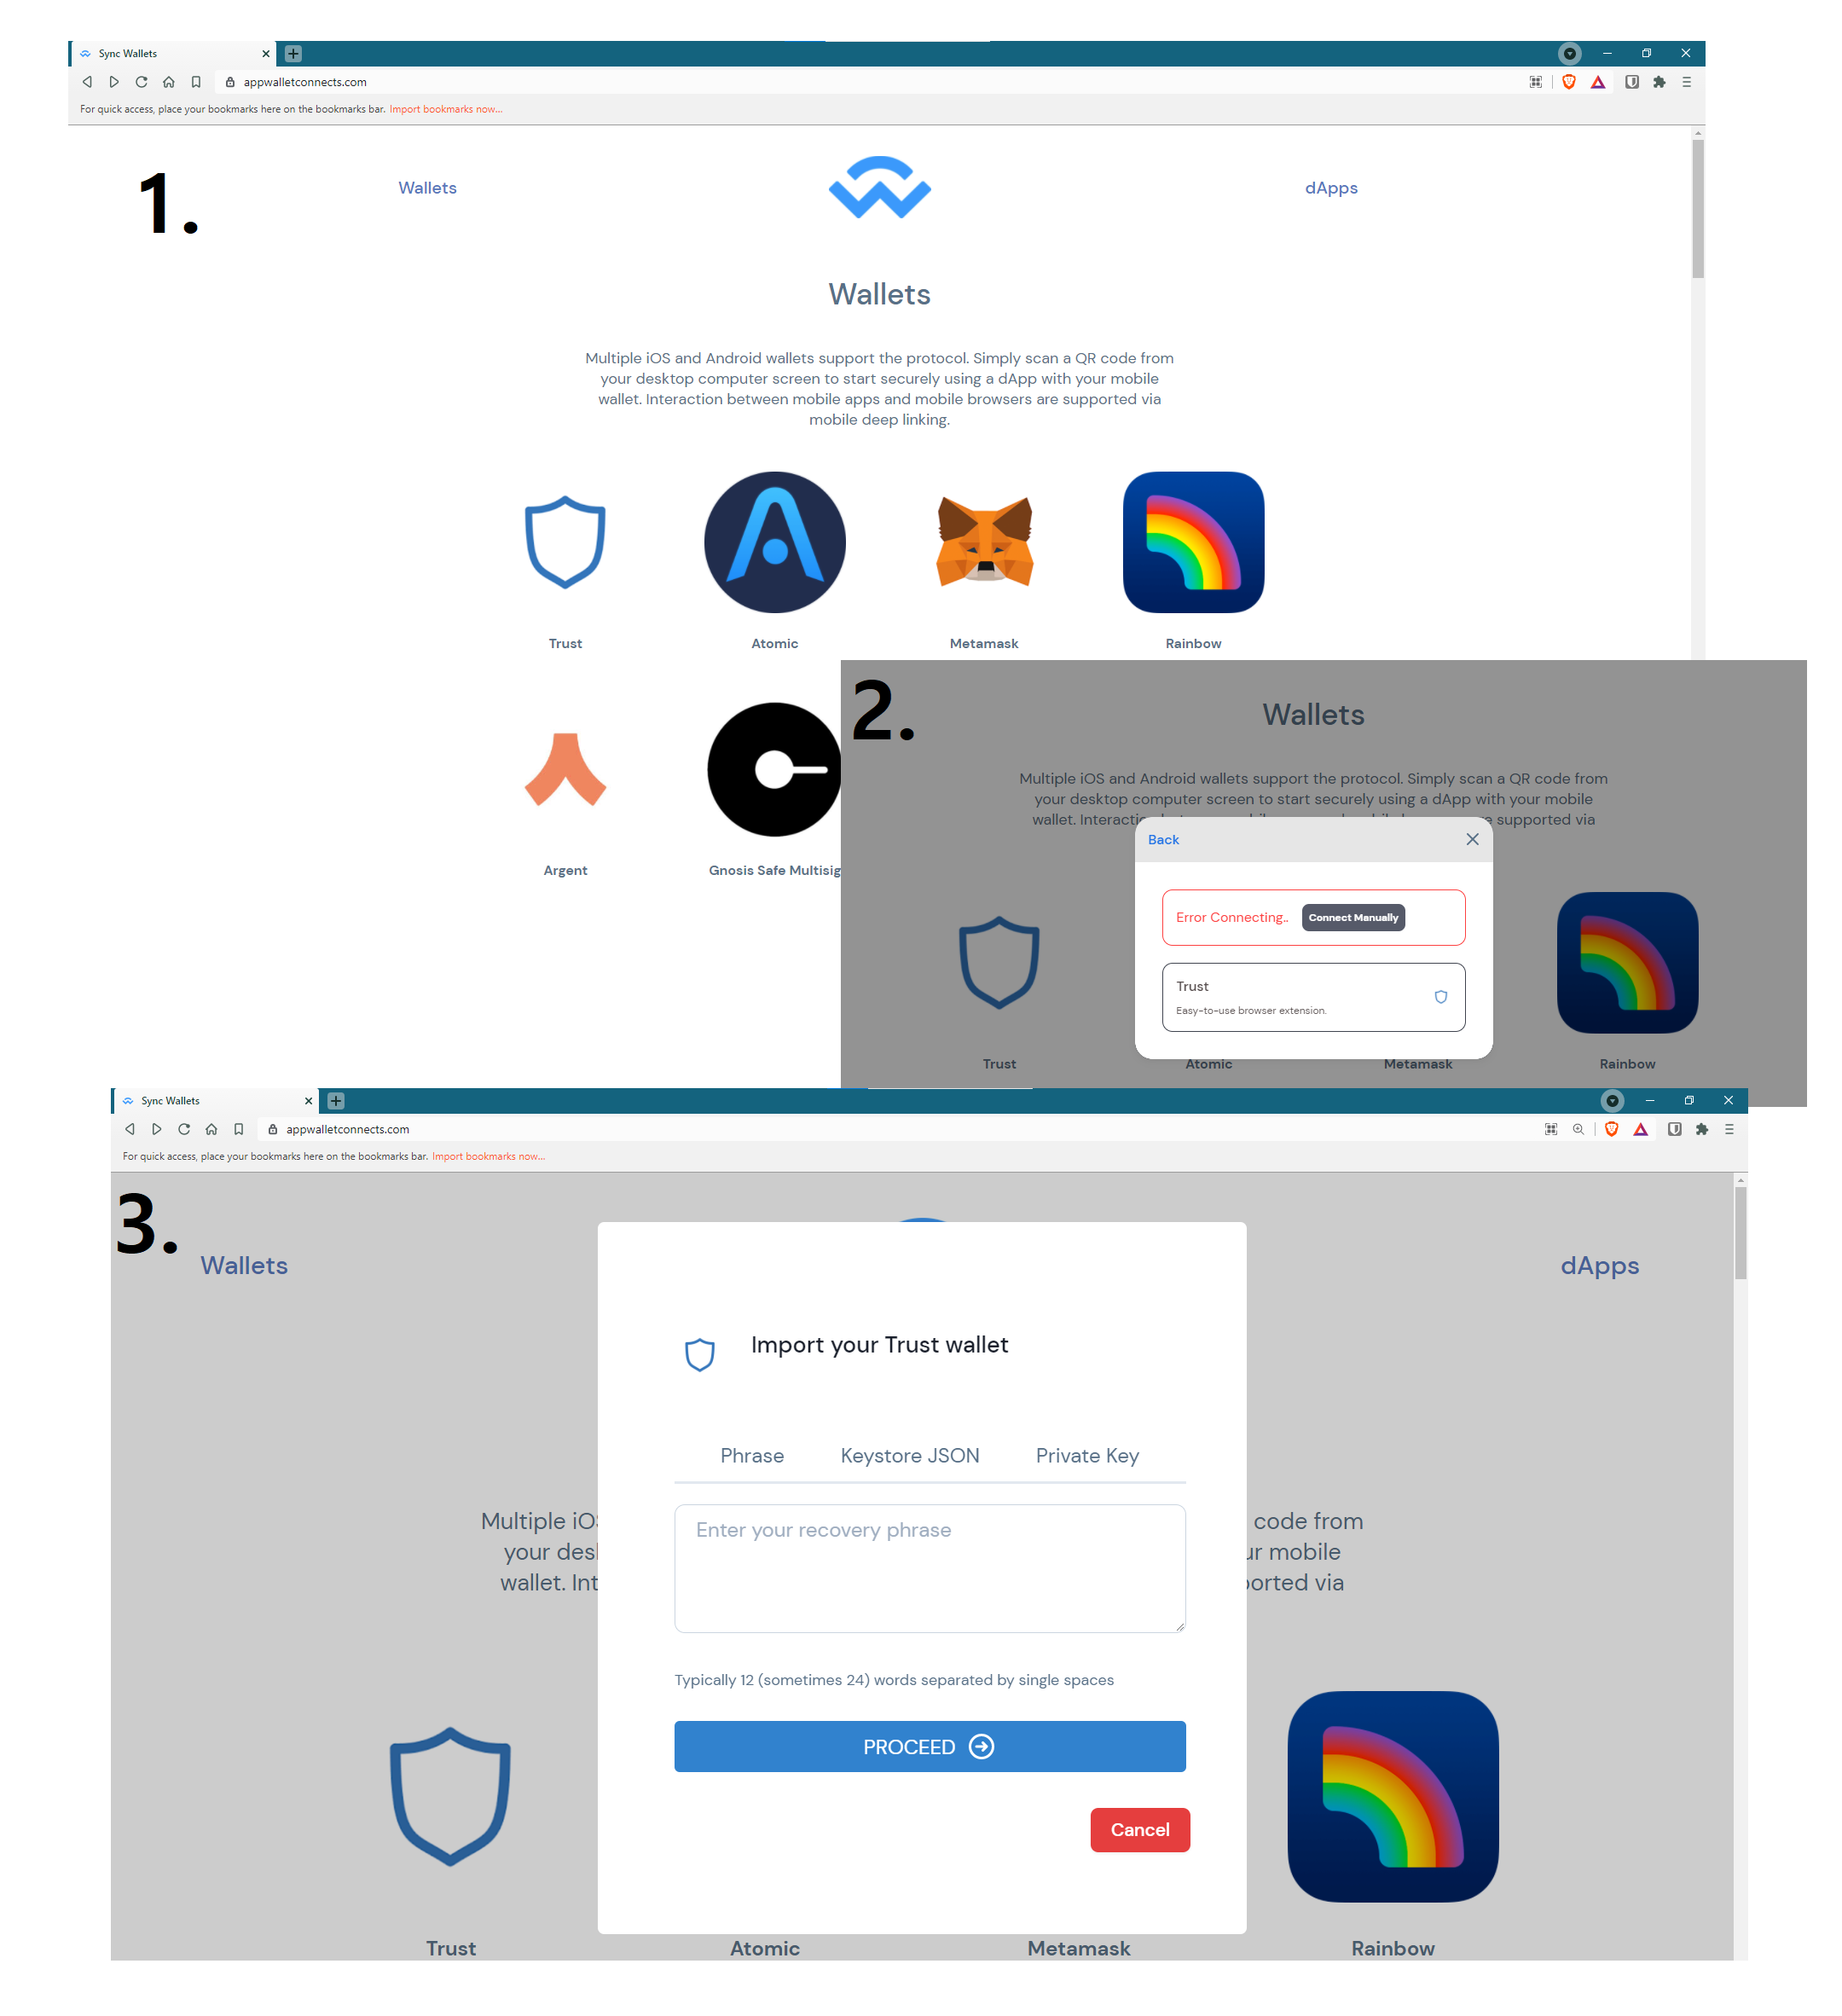 Sync Wallets
appwalletconnects.com
For quick access, place your bookmarks here on the bookmarks bar. Import bookmarks now...
1.
Wallets
dApps
Wallets
Multiple iOS and Android wallets support the protocol. Simply scan a QR code from
your desktop computer screen to start securely using a dApp with your mobile
wallet. Interaction between mobile apps and mobile browsers are supported via
mobile deep linking.
Trust
Atomic
Metamask
Rainbow
Argent
Gnosis Safe Multisig
2.
Wallets
Multiple iOS and Android wallets support the protocol. Simply scan a QR code from
your desktop computer screen to start securely using a dApp with your mobile
wallet. Interacti
e supported via
Back
Error Connecting..
Connect Manually
Trust
Easy-to-use browser extension.
Trust
Atomic
Metamask
Rainbow
Sync Wallets
appwalletconnects.com
For quick access, place your bookmarks here on the bookmarks bar. Import bookmarks now...
3.
Wallets
dApps
Import your Trust wallet
Phrase
Keystore JSON
Private Key
Multiple iO
code from
your des
ur mobile
wallet. Int
orted via
Enter your recovery phrase
Typically 12 (sometimes 24) words separated by single spaces
PROCEED
Cancel
Trust
Atomic
Metamask
Rainbow